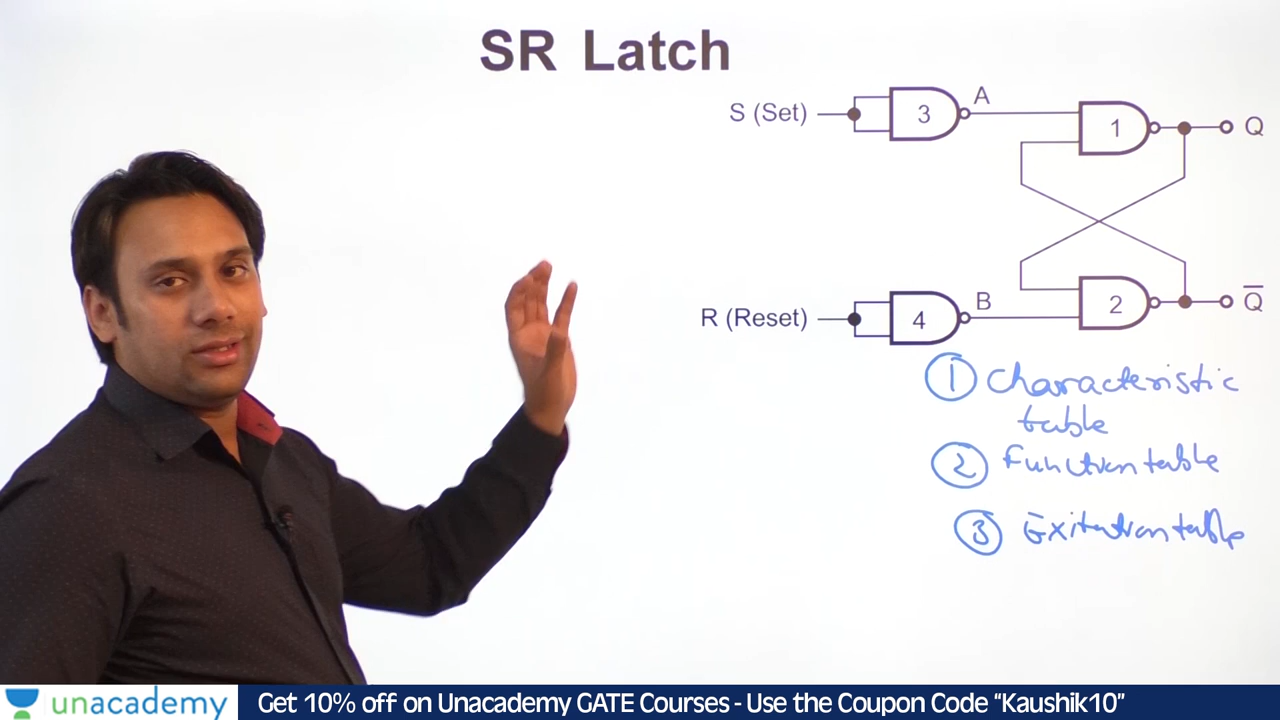 SR Latch
S (Set)
3
A
1
Q
R (Reset)
4
B
2
Q̅
1 Characteristic
table
2 Function table
3 Exitation table
unacademy
Get 10% off on Unacademy GATE Courses - Use the Coupon Code “Kaushik10”